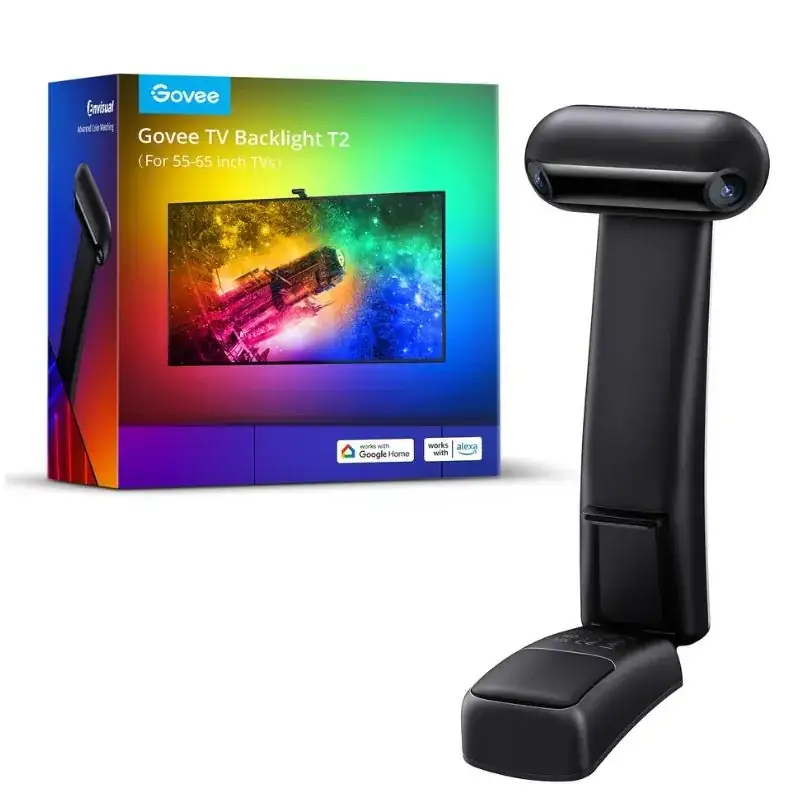 Envisual
Advanced Color Matching
Govee
Govee TV Backlight T2
(For 55-65 inch TVs)
works with
Google Home
works
with
alexa